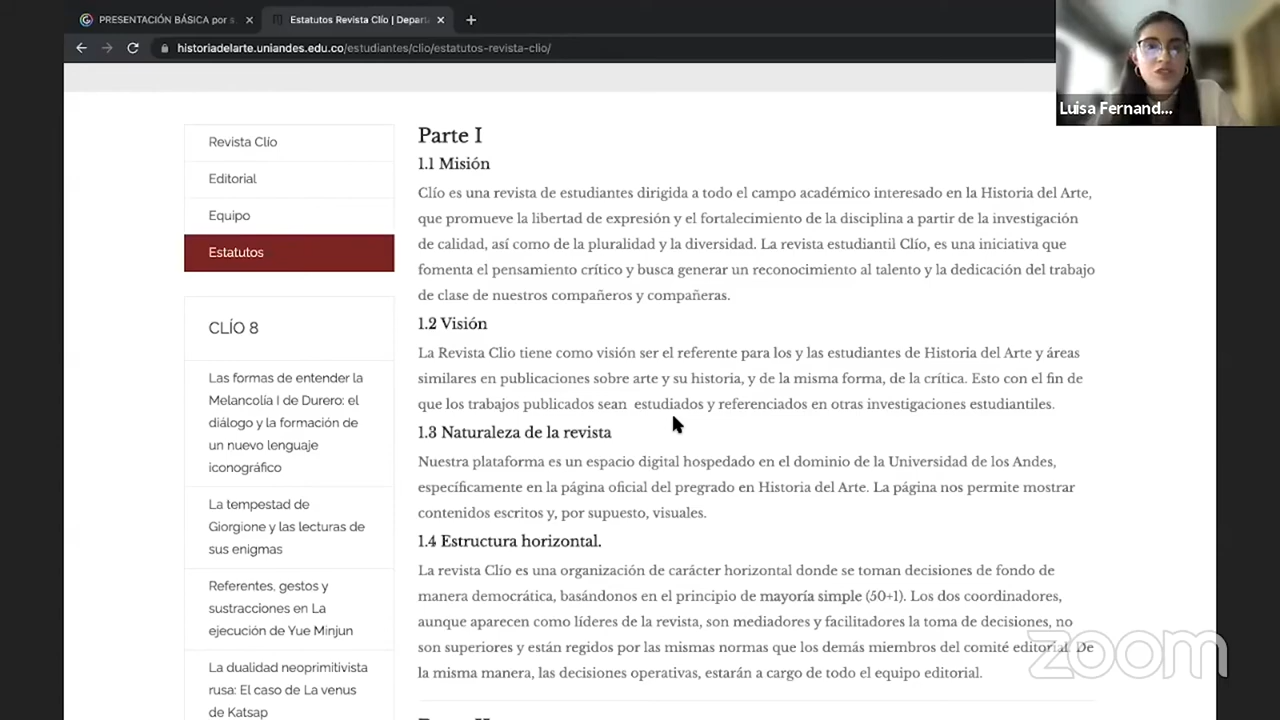 PRESENTACIÓN BÁSICA por s
Estatutos Revista Clío | Depart
historiadelarte.uniandes.edu.co/estudiantes/clio/estatutos-revista-clio/
Luisa Fernand...
Revista Clío
Editorial
Equipo
Estatutos
CLÍO 8
Las formas de entender la
Melancolía I de Durero: el
diálogo y la formación de
un nuevo lenguaje
iconográfico
La tempestad de
Giorgione y las lecturas de
sus enigmas
Referentes, gestos y
sustracciones en La
ejecución de Yue Minjun
La dualidad neoprimitivista
rusa: El caso de La venus
de Katsap
Parte I
1.1 Misión
Clío es una revista de estudiantes dirigida a todo el campo académico interesado en la Historia del Arte,
que promueve la libertad de expresión y el fortalecimiento de la disciplina a partir de la investigación
de calidad, así como de la pluralidad y la diversidad. La revista estudiantil Clío, es una iniciativa que
fomenta el pensamiento crítico y busca generar un reconocimiento al talento y la dedicación del trabajo
de clase de nuestros compañeros y compañeras.
1.2 Visión
La Revista Clio tiene como visión ser el referente para los y las estudiantes de Historia del Arte y áreas
similares en publicaciones sobre arte y su historia, y de la misma forma, de la crítica. Esto con el fin de
que los trabajos publicados sean estudiados y referenciados en otras investigaciones estudiantiles.
1.3 Naturaleza de la revista
Nuestra plataforma es un espacio digital hospedado en el dominio de la Universidad de los Andes,
específicamente en la página oficial del pregrado en Historia del Arte. La página nos permite mostrar
contenidos escritos y, por supuesto, visuales.
1.4 Estructura horizontal.
La revista Clío es una organización de carácter horizontal donde se toman decisiones de fondo de
manera democrática, basándonos en el principio de mayoría simple (50+1). Los dos coordinadores,
aunque aparecen como líderes de la revista, son mediadores y facilitadores la toma de decisiones, no
son superiores y están regidos por las mismas normas que los demás miembros del comité editorial. De
la misma manera, las decisiones operativas, estarán a cargo de todo el equipo editorial.
zoom